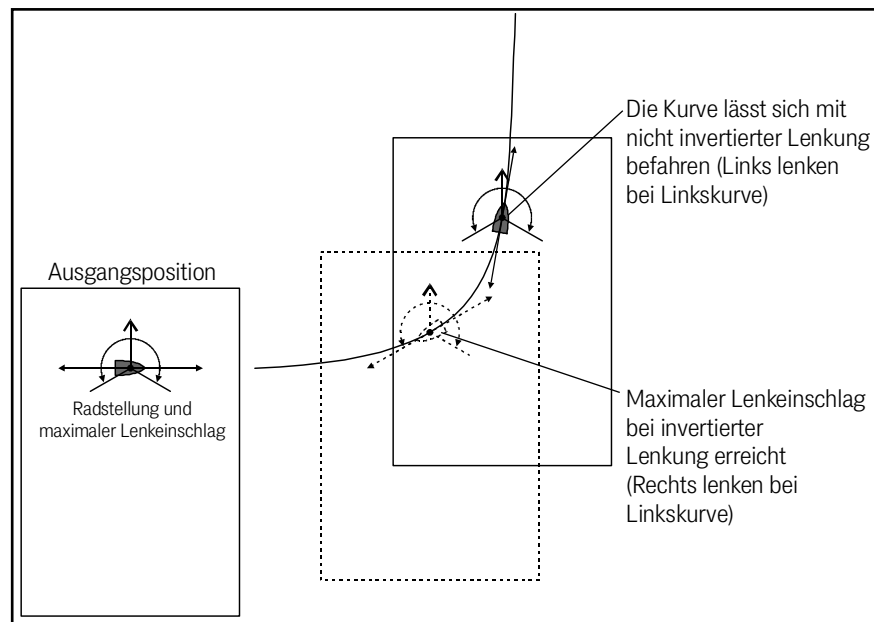 Die Kurve lässt sich mit
nicht invertierter Lenkung
befahren (Links lenken
bei Linkskurve)
Ausgangsposition
Radstellung und
maximaler Lenkeinschlag
Maximaler Lenkeinschlag
bei invertierter
Lenkung erreicht
(Rechts lenken bei
Linkskurve)